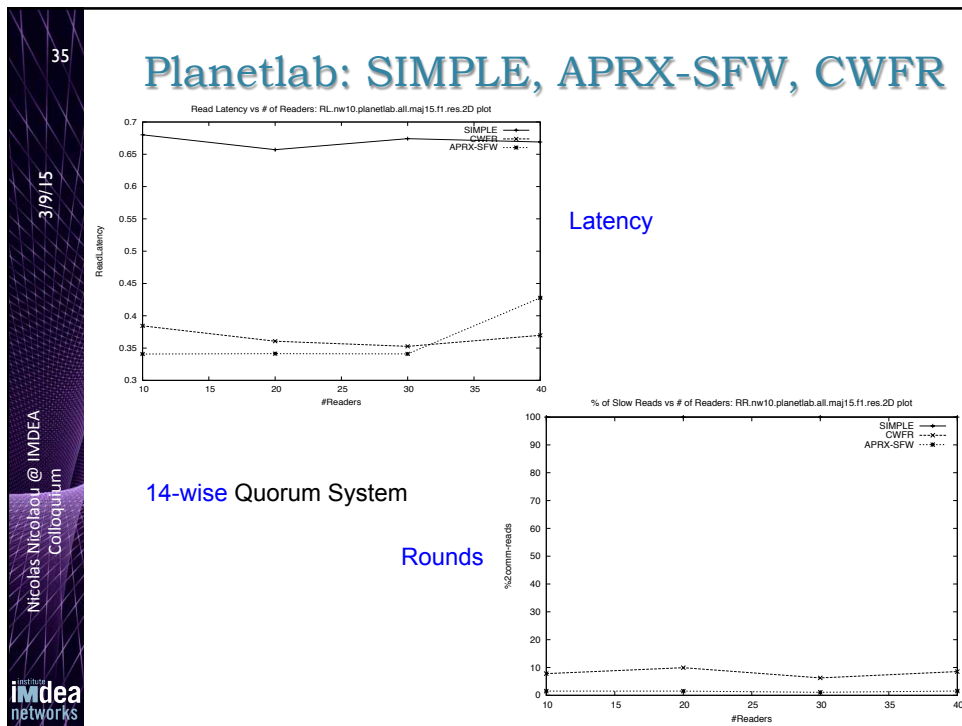 35
Planetlab: SIMPLE, APRX-SFW, CWFR
3/9/15
Nicolas Nicolaou @ IMDEA
Colloquium
institute
imdea
networks
Read Latency vs # of Readers: RL.nw10.planetlab.all.maj15.f1.res.2D plot
SIMPLE
CWFR
APRX-SFW
0.7
0.65
0.6
0.55
0.5
0.45
0.4
0.35
0.3
ReadLatency
10 15 20 25 30 35 40
#Readers
Latency
14-wise Quorum System
Rounds
% of Slow Reads vs # of Readers: RR.nw10.planetlab.all.maj15.f1.res.2D plot
SIMPLE
CWFR
APRX-SFW
100
90
80
70
60
50
40
30
20
10
0
%2comm-reads
10 15 20 25 30 35 40
#Readers